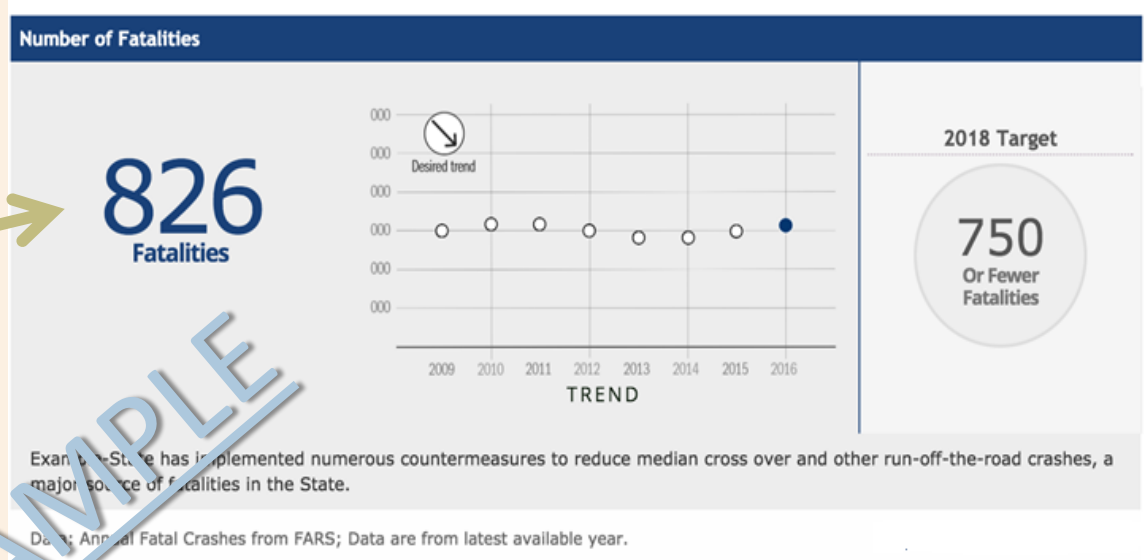 Number of Fatalities
826
Fatalities
000
000
000
000
000
000
Desired trend
2009 2010 2011 2012 2013 2014 2015 2016
TREND
2018 Target
750
Or Fewer
Fatalities
has implemented numerous countermeasures to reduce median cross over and other run-off-the-road crashes, a
major source of fatalities in the State.
Annual Fatal Crashes from FARS; Data are from latest available year.